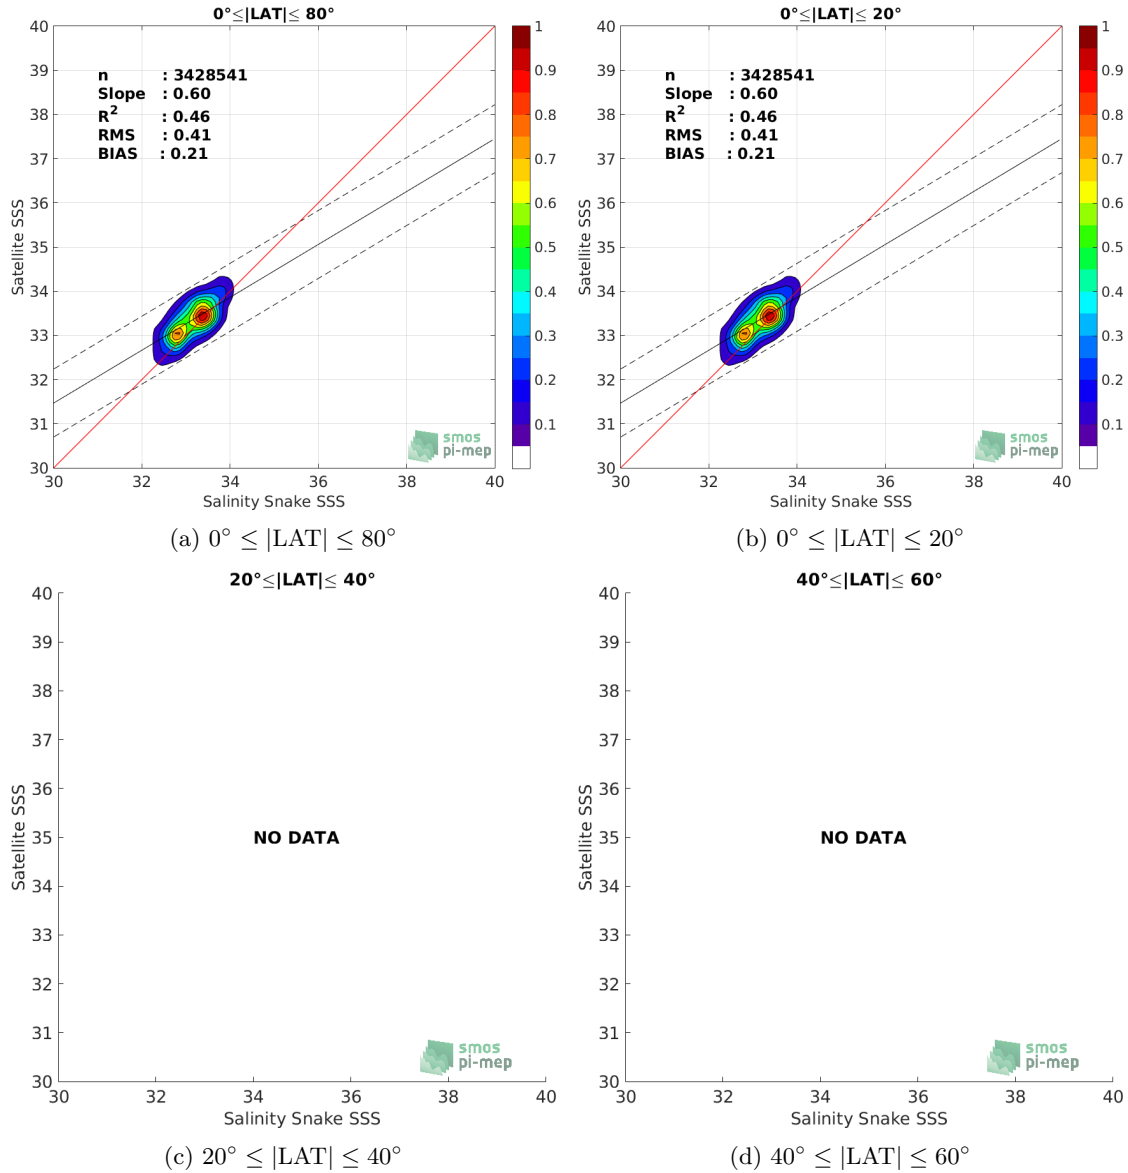 0°≤|LAT|≤ 80°
40
39
38
37
36
35
34
33
32
31
30
Satellite SSS
n : 3428541
Slope : 0.60
R² : 0.46
RMS : 0.41
BIAS : 0.21
smos
pi-mep
30 32 34 36 38 40
Salinity Snake SSS
1
0.9
0.8
0.7
0.6
0.5
0.4
0.3
0.2
0.1
(a) 0° ≤ |LAT| ≤ 80°
0°≤|LAT|≤ 20°
40
39
38
37
36
35
34
33
32
31
30
Satellite SSS
n : 3428541
Slope : 0.60
R² : 0.46
RMS : 0.41
BIAS : 0.21
smos
pi-mep
30 32 34 36 38 40
Salinity Snake SSS
1
0.9
0.8
0.7
0.6
0.5
0.4
0.3
0.2
0.1
(b) 0° ≤ |LAT| ≤ 20°
20°≤|LAT|≤ 40°
40
39
38
37
36
35
34
33
32
31
30
Satellite SSS
NO DATA
smos
pi-mep
30 32 34 36 38 40
Salinity Snake SSS
(c) 20° ≤ |LAT| ≤ 40°
40°≤|LAT|≤ 60°
40
39
38
37
36
35
34
33
32
31
30
Satellite SSS
NO DATA
smos
pi-mep
30 32 34 36 38 40
Salinity Snake SSS
(d) 40° ≤ |LAT| ≤ 60°